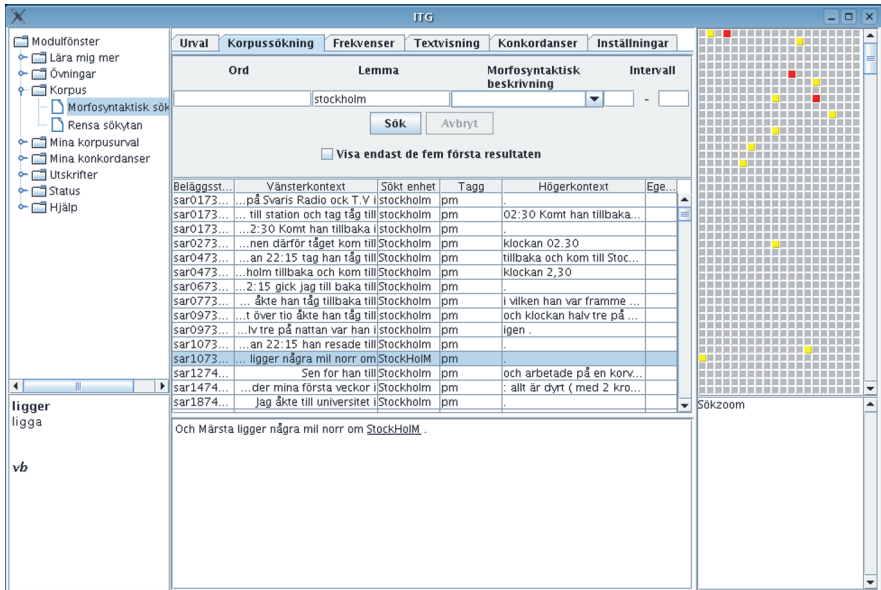 ITG
Modulfönster
Lära mig mer
Övningar
Korpus
Morfosyntaktisk sök
Rensa sökytan
Mina korpusurval
Mina konkordanser
Utskrifter
Status
Hjälp
ligger
ligga
vb
Urval Korpussökning Frekvenser Textvisning Konkordanser Inställningar
Ord Lemma Morfosyntaktisk beskrivning Intervall
stockholm -
Sök Avbryt
Visa endast de fem första resultaten
Beläggsst... Vänsterkontext Sökt enhet Tagg Högerkontext Ege...
sar0173... ...på Svaris Radio ock T.V i stockholm pm .
sar0173... ... till station och tag tåg till stockholm pm 02:30 Komt han tillbaka...
sar0173... ...2:30 Komt han tillbaka i stockholm pm .
sar0273... ...nen därför tåget kom till Stockholm pm klockan 02.30
sar0473... ...an 22:15 tag han tåg till stockholm pm tillbaka och kom till Stoc...
sar0473... ...holm tillbaka och kom till Stockholm pm klockan 2,30
sar0673... ...2:15 gick jag till baka till Stockholm pm .
sar0773... ... åkte han tåg tillbaka till Stockholm pm i vilken han var framme ...
sar0973... ...t över tio åkte han tåg till Stockholm pm och klockan halv tre på ...
sar0973... ...lv tre på nattan var han i stockholm pm igen .
sar1073... ...an 22:15 han resade till Stockholm pm .
sar1073... ... ligger några mil norr om StockHolM pm .
sar1274... Sen for han till Stockholm pm och arbetade på en korv...
sar1474... ...der mina första veckor i Stockholm pm : allt är dyrt ( med 2 kro...
sar1874... Jag åkte till universitet i Stockholm pm .
Och Märsta ligger några mil norr om StockHolM .
Sökzoom